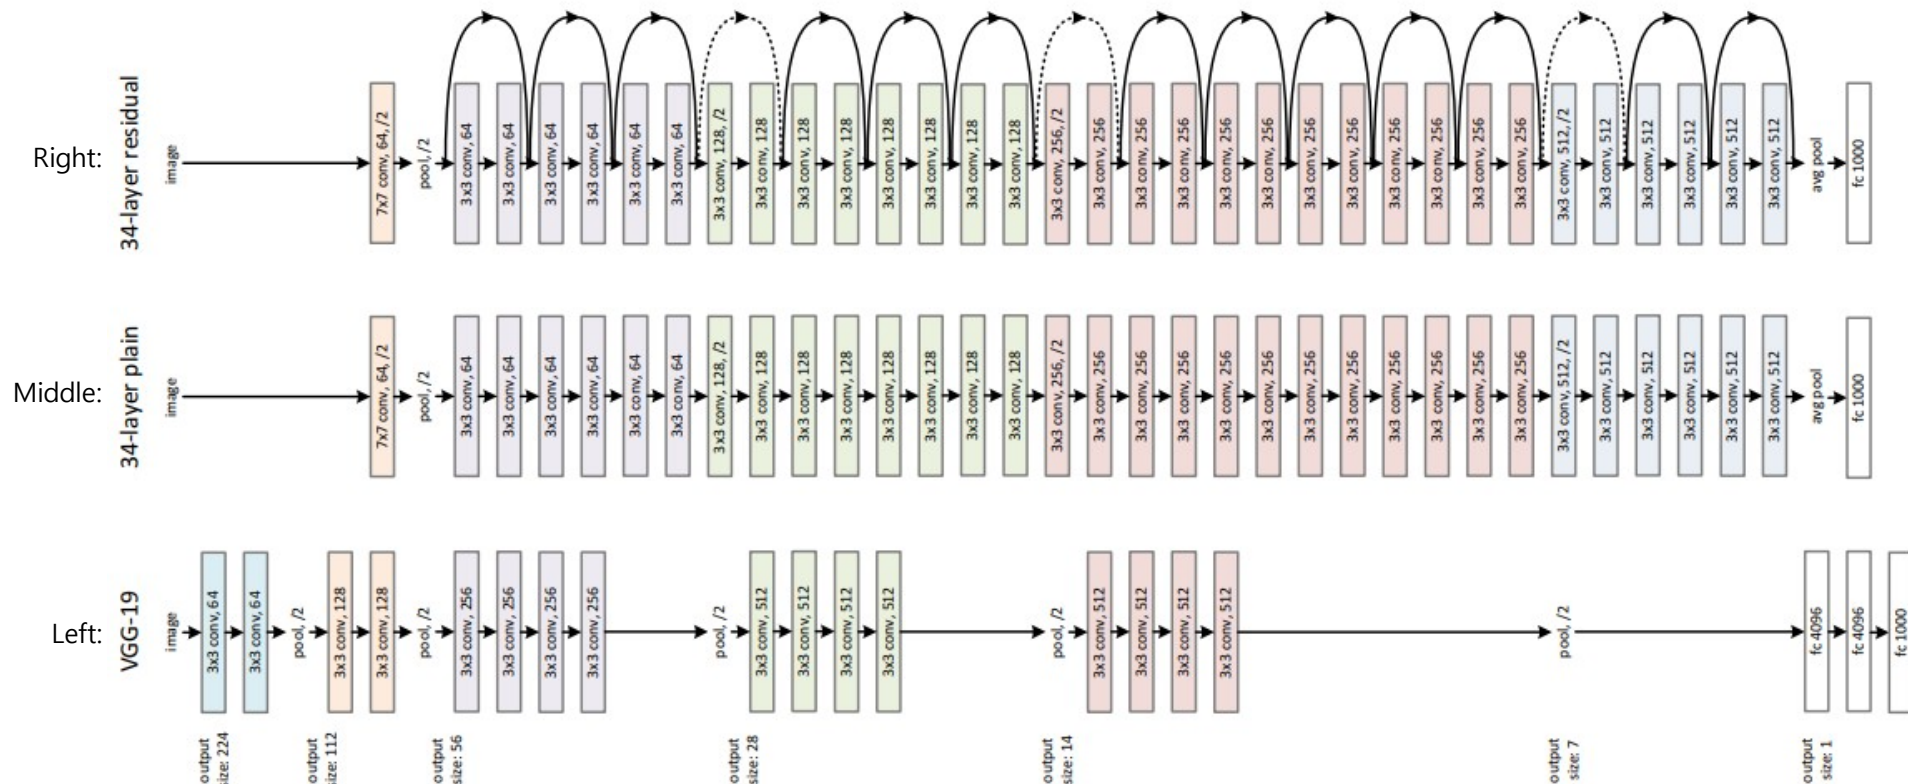 Right:
34-layer residual
image
7x7 conv, 64, /2
pool, /2
3x3 conv, 64
3x3 conv, 64
3x3 conv, 64
3x3 conv, 64
3x3 conv, 64
3x3 conv, 64
3x3 conv, 128, /2
3x3 conv, 128
3x3 conv, 128
3x3 conv, 128
3x3 conv, 128
3x3 conv, 128
3x3 conv, 128
3x3 conv, 128
3x3 conv, 256, /2
3x3 conv, 256
3x3 conv, 256
3x3 conv, 256
3x3 conv, 256
3x3 conv, 256
3x3 conv, 256
3x3 conv, 256
3x3 conv, 256
3x3 conv, 256
3x3 conv, 256
3x3 conv, 256
3x3 conv, 512, /2
3x3 conv, 512
3x3 conv, 512
3x3 conv, 512
3x3 conv, 512
3x3 conv, 512
avg pool
fc 1000
Middle:
34-layer plain
image
7x7 conv, 64, /2
pool, /2
3x3 conv, 64
3x3 conv, 64
3x3 conv, 64
3x3 conv, 64
3x3 conv, 64
3x3 conv, 64
3x3 conv, 128, /2
3x3 conv, 128
3x3 conv, 128
3x3 conv, 128
3x3 conv, 128
3x3 conv, 128
3x3 conv, 128
3x3 conv, 128
3x3 conv, 256, /2
3x3 conv, 256
3x3 conv, 256
3x3 conv, 256
3x3 conv, 256
3x3 conv, 256
3x3 conv, 256
3x3 conv, 256
3x3 conv, 256
3x3 conv, 256
3x3 conv, 256
3x3 conv, 256
3x3 conv, 512, /2
3x3 conv, 512
3x3 conv, 512
3x3 conv, 512
3x3 conv, 512
3x3 conv, 512
avg pool
fc 1000
Left:
VGG-19
image
3x3 conv, 64
3x3 conv, 64
pool, /2
3x3 conv, 128
3x3 conv, 128
pool, /2
3x3 conv, 256
3x3 conv, 256
3x3 conv, 256
3x3 conv, 256
pool, /2
3x3 conv, 512
3x3 conv, 512
3x3 conv, 512
3x3 conv, 512
pool, /2
3x3 conv, 512
3x3 conv, 512
3x3 conv, 512
3x3 conv, 512
pool, /2
fc 4096
fc 4096
fc 1000
output
size: 224
output
size: 112
output
size: 56
output
size: 28
output
size: 14
output
size: 7
output
size: 1